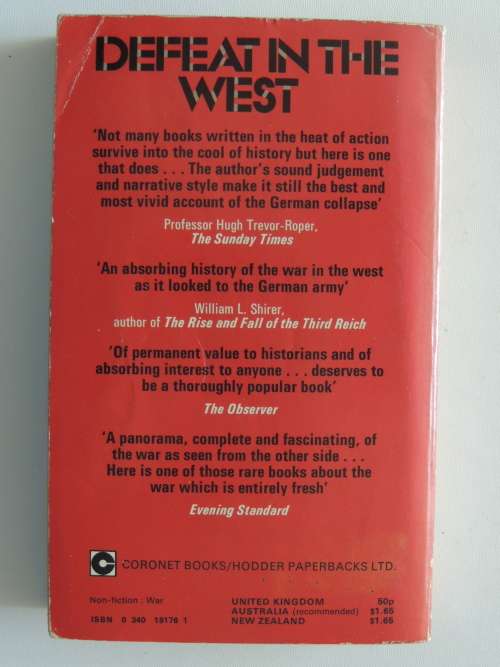 DEFEAT IN THE
WEST
'Not many books written in the heat of action
survive into the cool of history but here is one
that does . . . The author's sound judgement
and narrative style make it still the best and
most vivid account of the German collapse'
Professor Hugh Trevor-Roper,
The Sunday Times
'An absorbing history of the war in the west
as it looked to the German army'
William L. Shirer,
author of The Rise and Fall of the Third Reich
'Of permanent value to historians and of
absorbing interest to anyone . . . deserves to
be a thoroughly popular book'
The Observer
'A panorama, complete and fascinating, of
the war as seen from the other side . . .
Here is one of those rare books about the
war which is entirely fresh'
Evening Standard
CORONET BOOKS/HODDER PAPERBACKS LTD.
Non-fiction : War
ISBN 0 340 19176 1
UNITED KINGDOM 50p
AUSTRALIA (recommended) $1.65
NEW ZEALAND $1.65